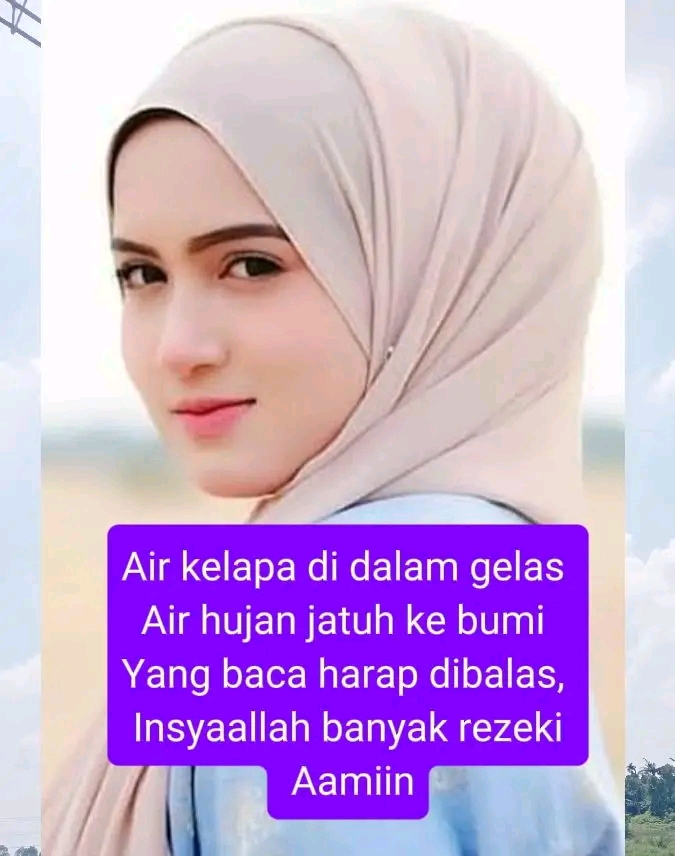 Air kelapa di dalam gelas
Air hujan jatuh ke bumi
Yang baca harap dibalas,
Insyaallah banyak rezeki
Aamiin